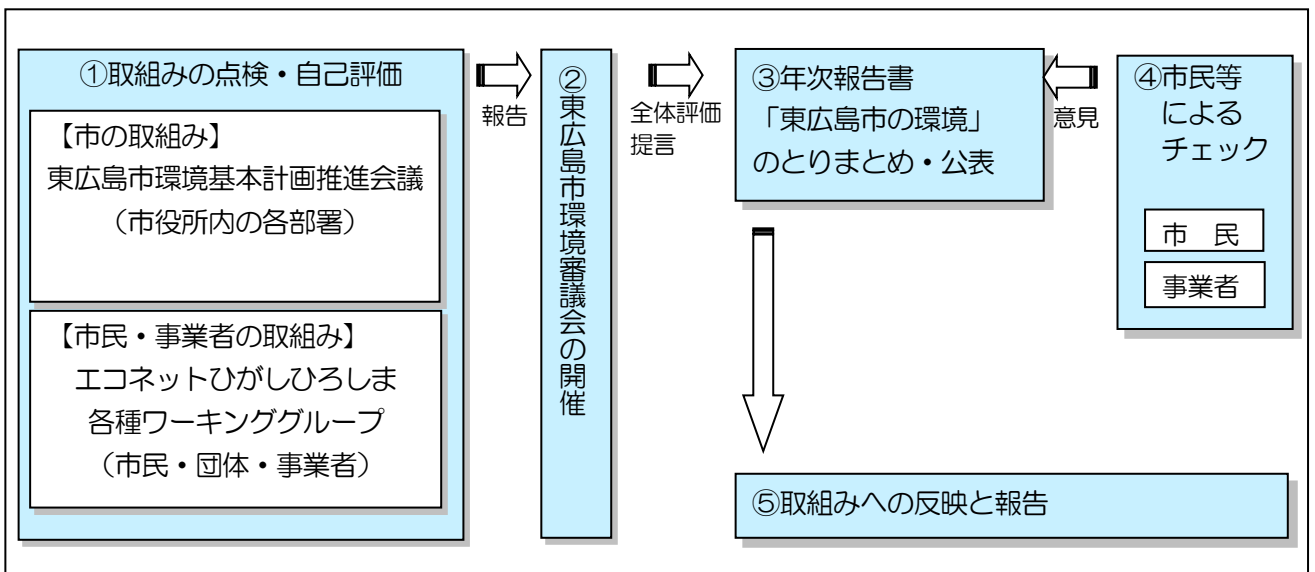 ①取組みの点検・自己評価
【市の取組み】
東広島市環境基本計画推進会議
（市役所内の各部署）
【市民・事業者の取組み】
エコネットひがしひろしま
各種ワーキンググループ
（市民・団体・事業者）
報告
②東広島市環境審議会の開催
全体評価
提言
③年次報告書
「東広島市の環境」
のとりまとめ・公表
意見
④市民等
による
チェック
市　民
事業者
⑤取組みへの反映と報告